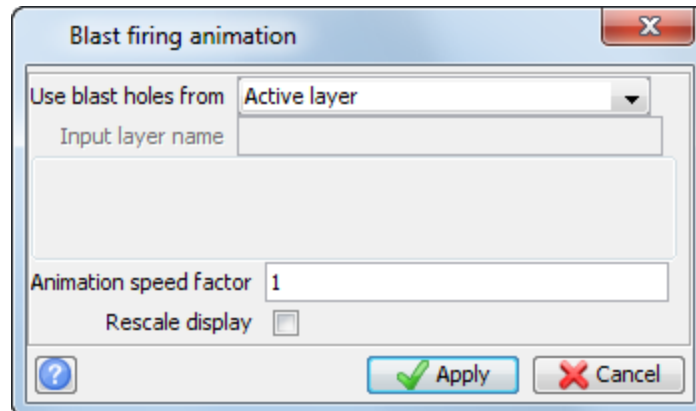 Blast firing animation
Use blast holes from Active layer
Input layer name
Animation speed factor 1
Rescale display
? Apply Cancel